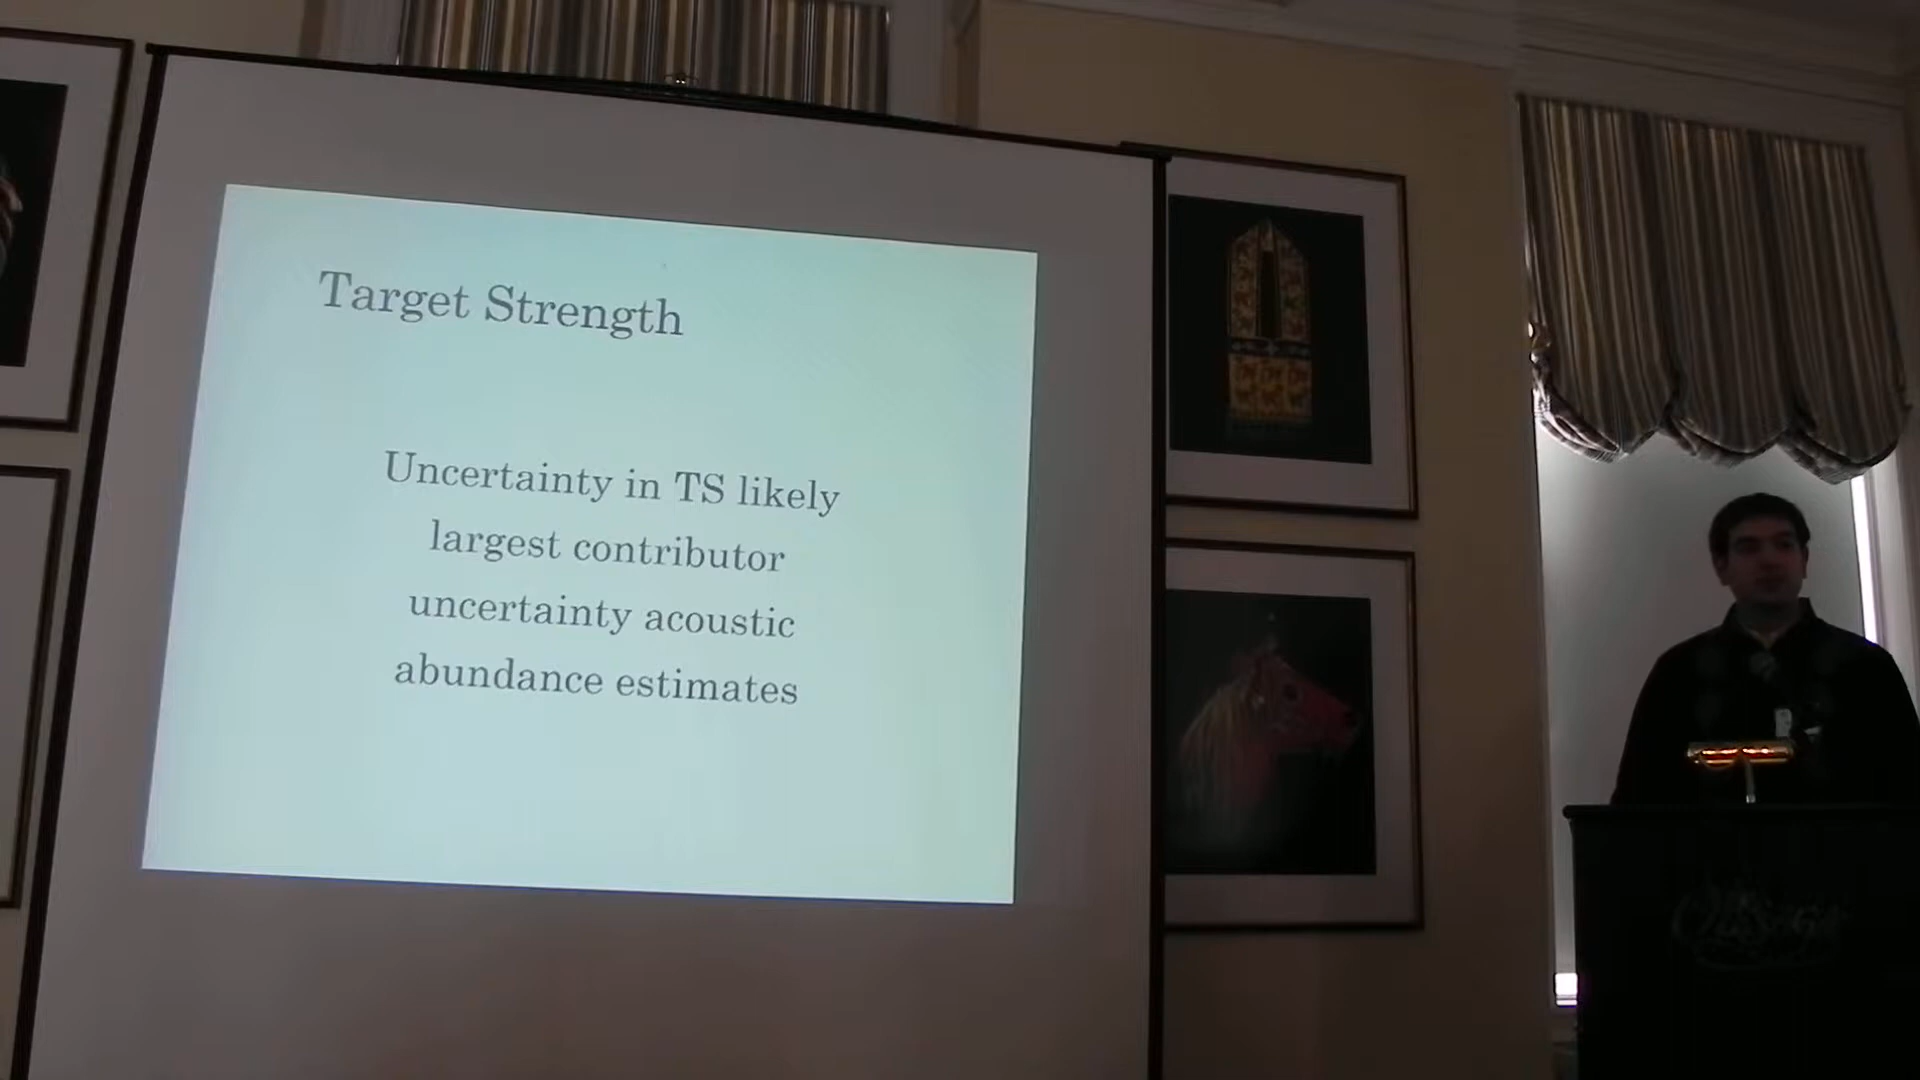 Target Strength
Uncertainty in TS likely
largest contributor
uncertainty acoustic
abundance estimates